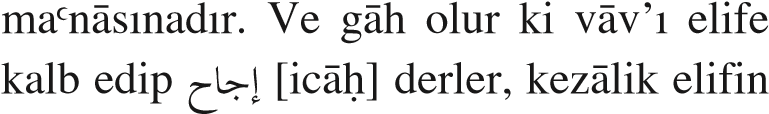 maʿnāsınadır. Ve gāh olur ki vāv’ı elife
kalb edip إجاح [icāḥ] derler, kezālik elifin